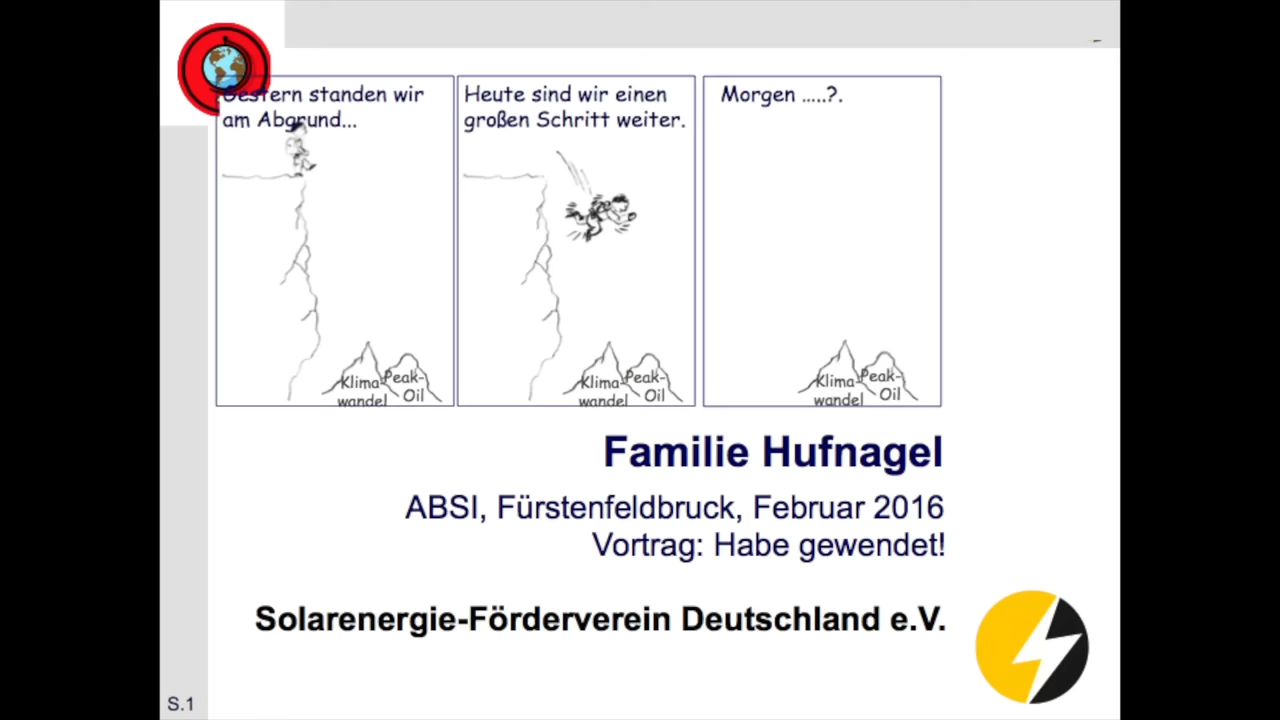 Gestern standen wir
am Abgrund...
Klima-
wandel
Peak-
Oil
Heute sind wir einen
großen Schritt weiter.
Klima-
wandel
Peak-
Oil
Morgen .....?.
Klima-
wandel
Peak-
Oil
Familie Hufnagel
ABSI, Fürstenfeldbruck, Februar 2016
Vortrag: Habe gewendet!
Solarenergie-Förderverein Deutschland e.V.
S.1